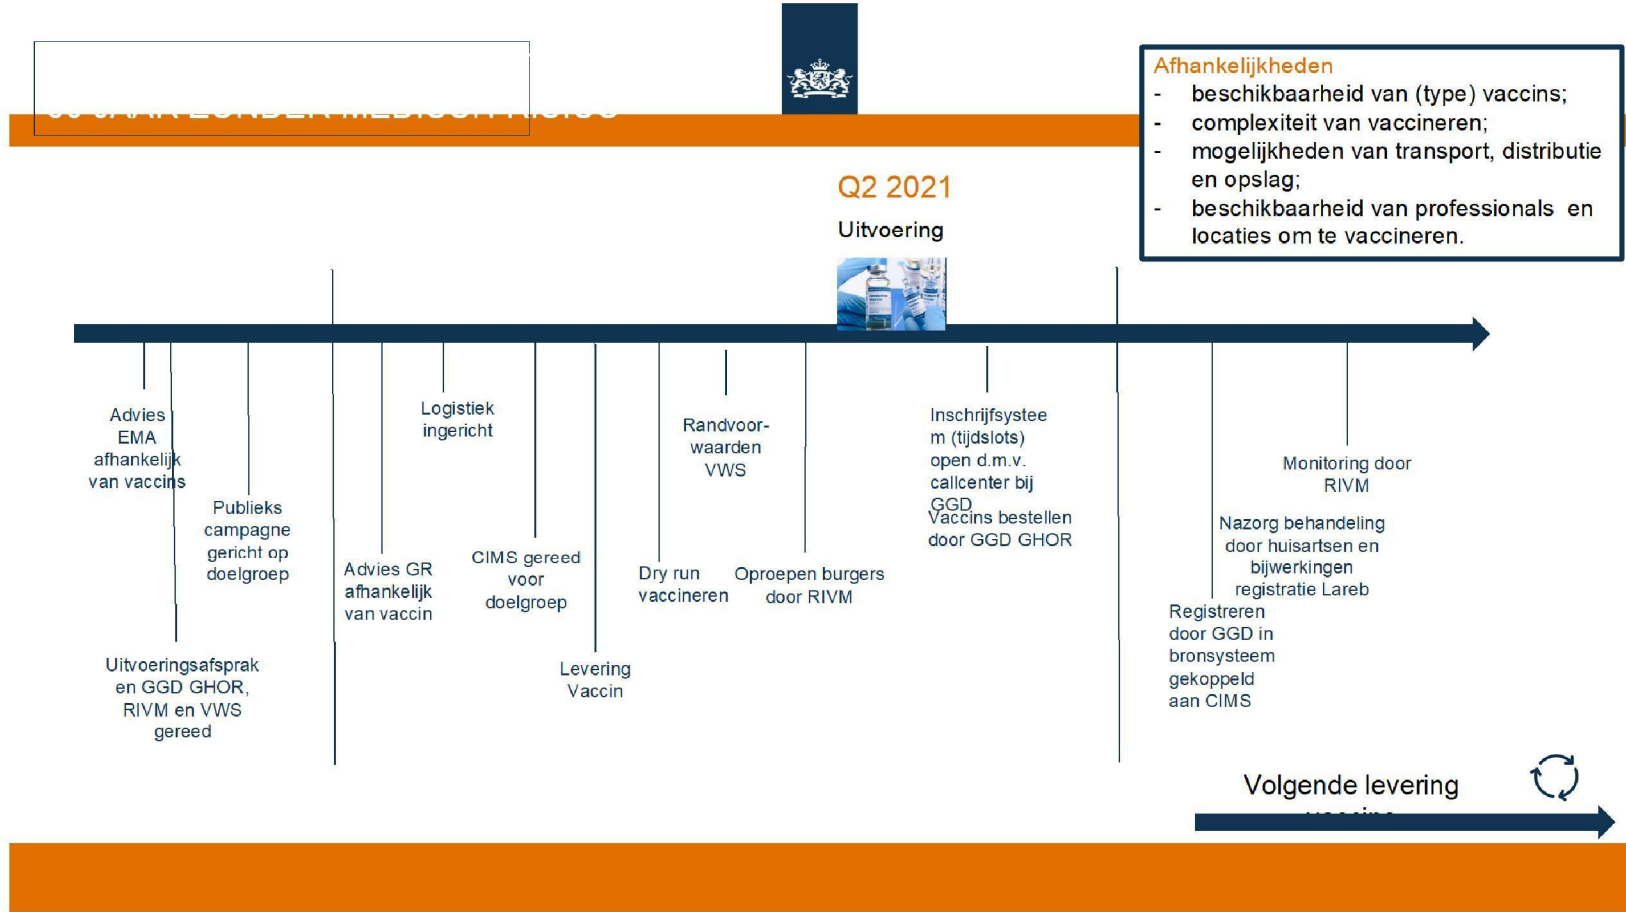 JAAR ZONDER MEDISCH RISICO
Afhankelijkheden
- beschikbaarheid van (type) vaccins;
- complexiteit van vaccineren;
- mogelijkheden van transport, distributie
en opslag;
- beschikbaarheid van professionals en
locaties om te vaccineren.
Q2 2021
Uitvoering
Advies
EMA
afhankelijk
van vaccins
Uitvoeringsafsprak
en GGD GHOR,
RIVM en VWS
gereed
Publieks
campagne
gericht op
doelgroep
Advies GR
afhankelijk
van vaccin
Logistiek
ingericht
CIMS gereed
voor
doelgroep
Levering
Vaccin
Dry run
vaccineren
Randvoor-
waarden
VWS
Oproepen burgers
door RIVM
Inschrijfsystee
m (tijdslots)
open d.m.v.
callcenter bij
GGD
Vaccins bestellen
door GGD GHOR
Registreren
door GGD in
bronsysteem
gekoppeld
aan CIMS
Monitoring door
RIVM
Nazorg behandeling
door huisartsen en
bijwerkingen
registratie Lareb
Volgende levering
vaccins